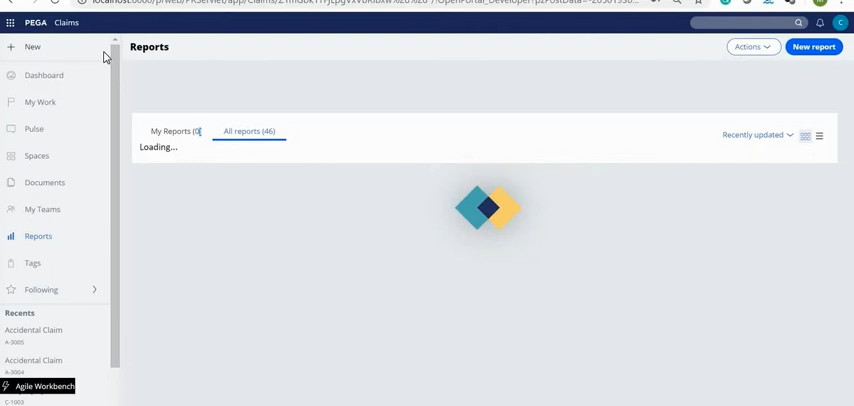 PEGA Claims
C
New
Reports
Actions
New report
Dashboard
My Work
Pulse
Spaces
Documents
My Teams
Reports
Tags
Following
My Reports (0)
All reports (46)
Recently updated
Loading...
Recents
Accidental Claim
A-3005
Accidental Claim
A-3004
Agile Workbench
C-1003